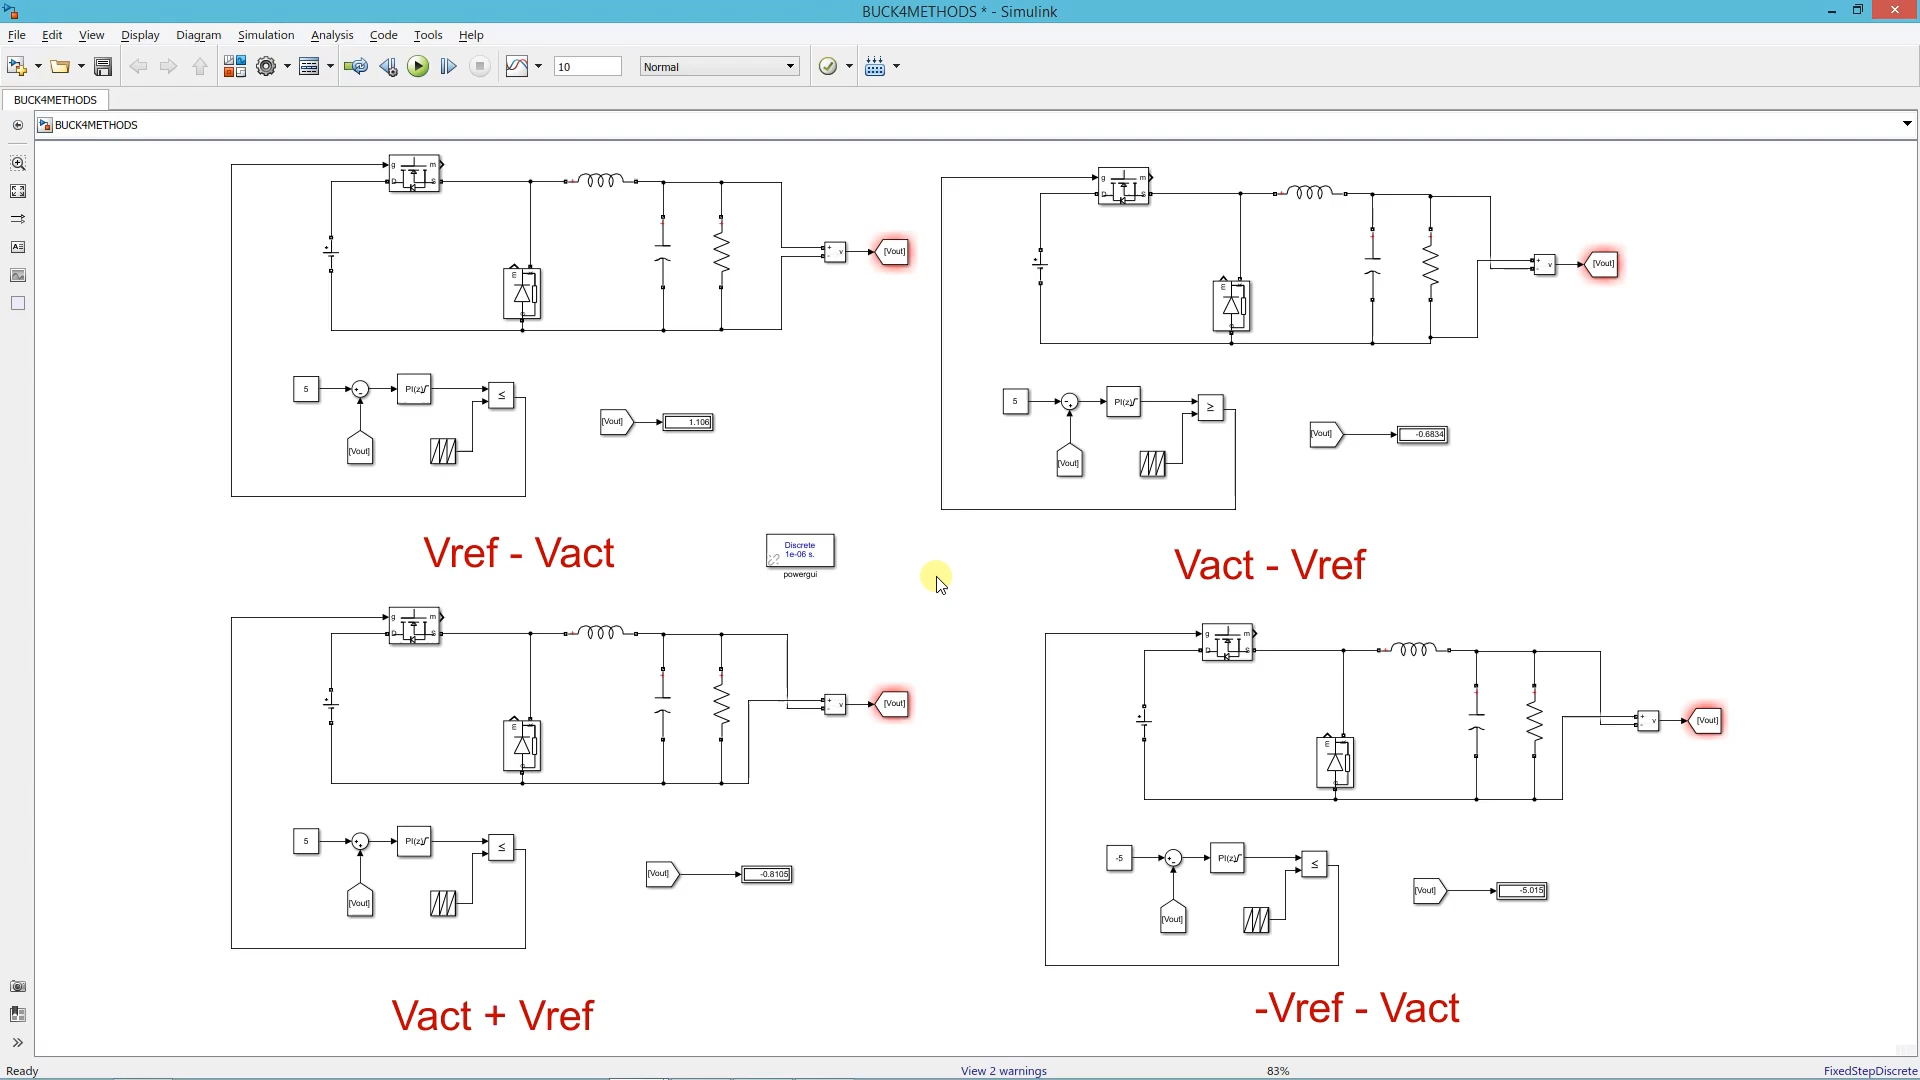 BUCK4METHODS * - Simulink
File Edit View Display Diagram Simulation Analysis Code Tools Help
10 Normal
BUCK4METHODS
BUCK4METHODS
g m
D S
+
+
-
v
[Vout]
5
+
-
PI(z)
≤
[Vout]
[Vout]
1.106
Vref - Vact
g m
D S
+
+
-
v
[Vout]
5
-
+
PI(z)
≥
[Vout]
[Vout]
-0.6834
Vact - Vref
Discrete
1e-06 s.
powergui
g m
D S
+
+
-
v
[Vout]
5
+
+
PI(z)
≤
[Vout]
[Vout]
-0.8105
Vact + Vref
g m
D S
+
+
-
v
[Vout]
-5
+
-
PI(z)
≤
[Vout]
[Vout]
-5.015
-Vref - Vact
Ready View 2 warnings 83% FixedStepDiscrete